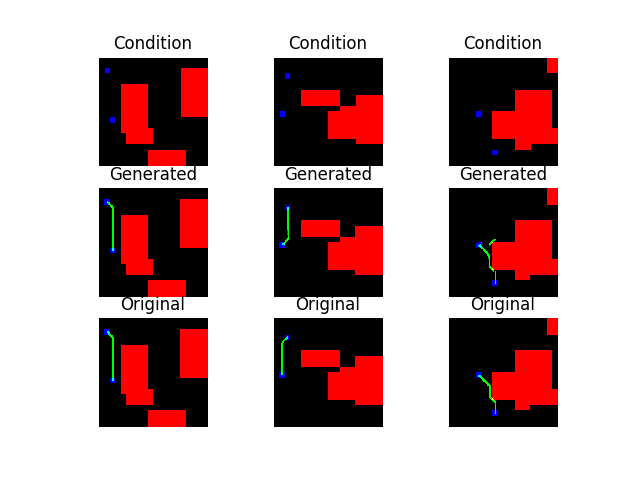 Condition Condition Condition
Generated Generated Generated
Original Original Original